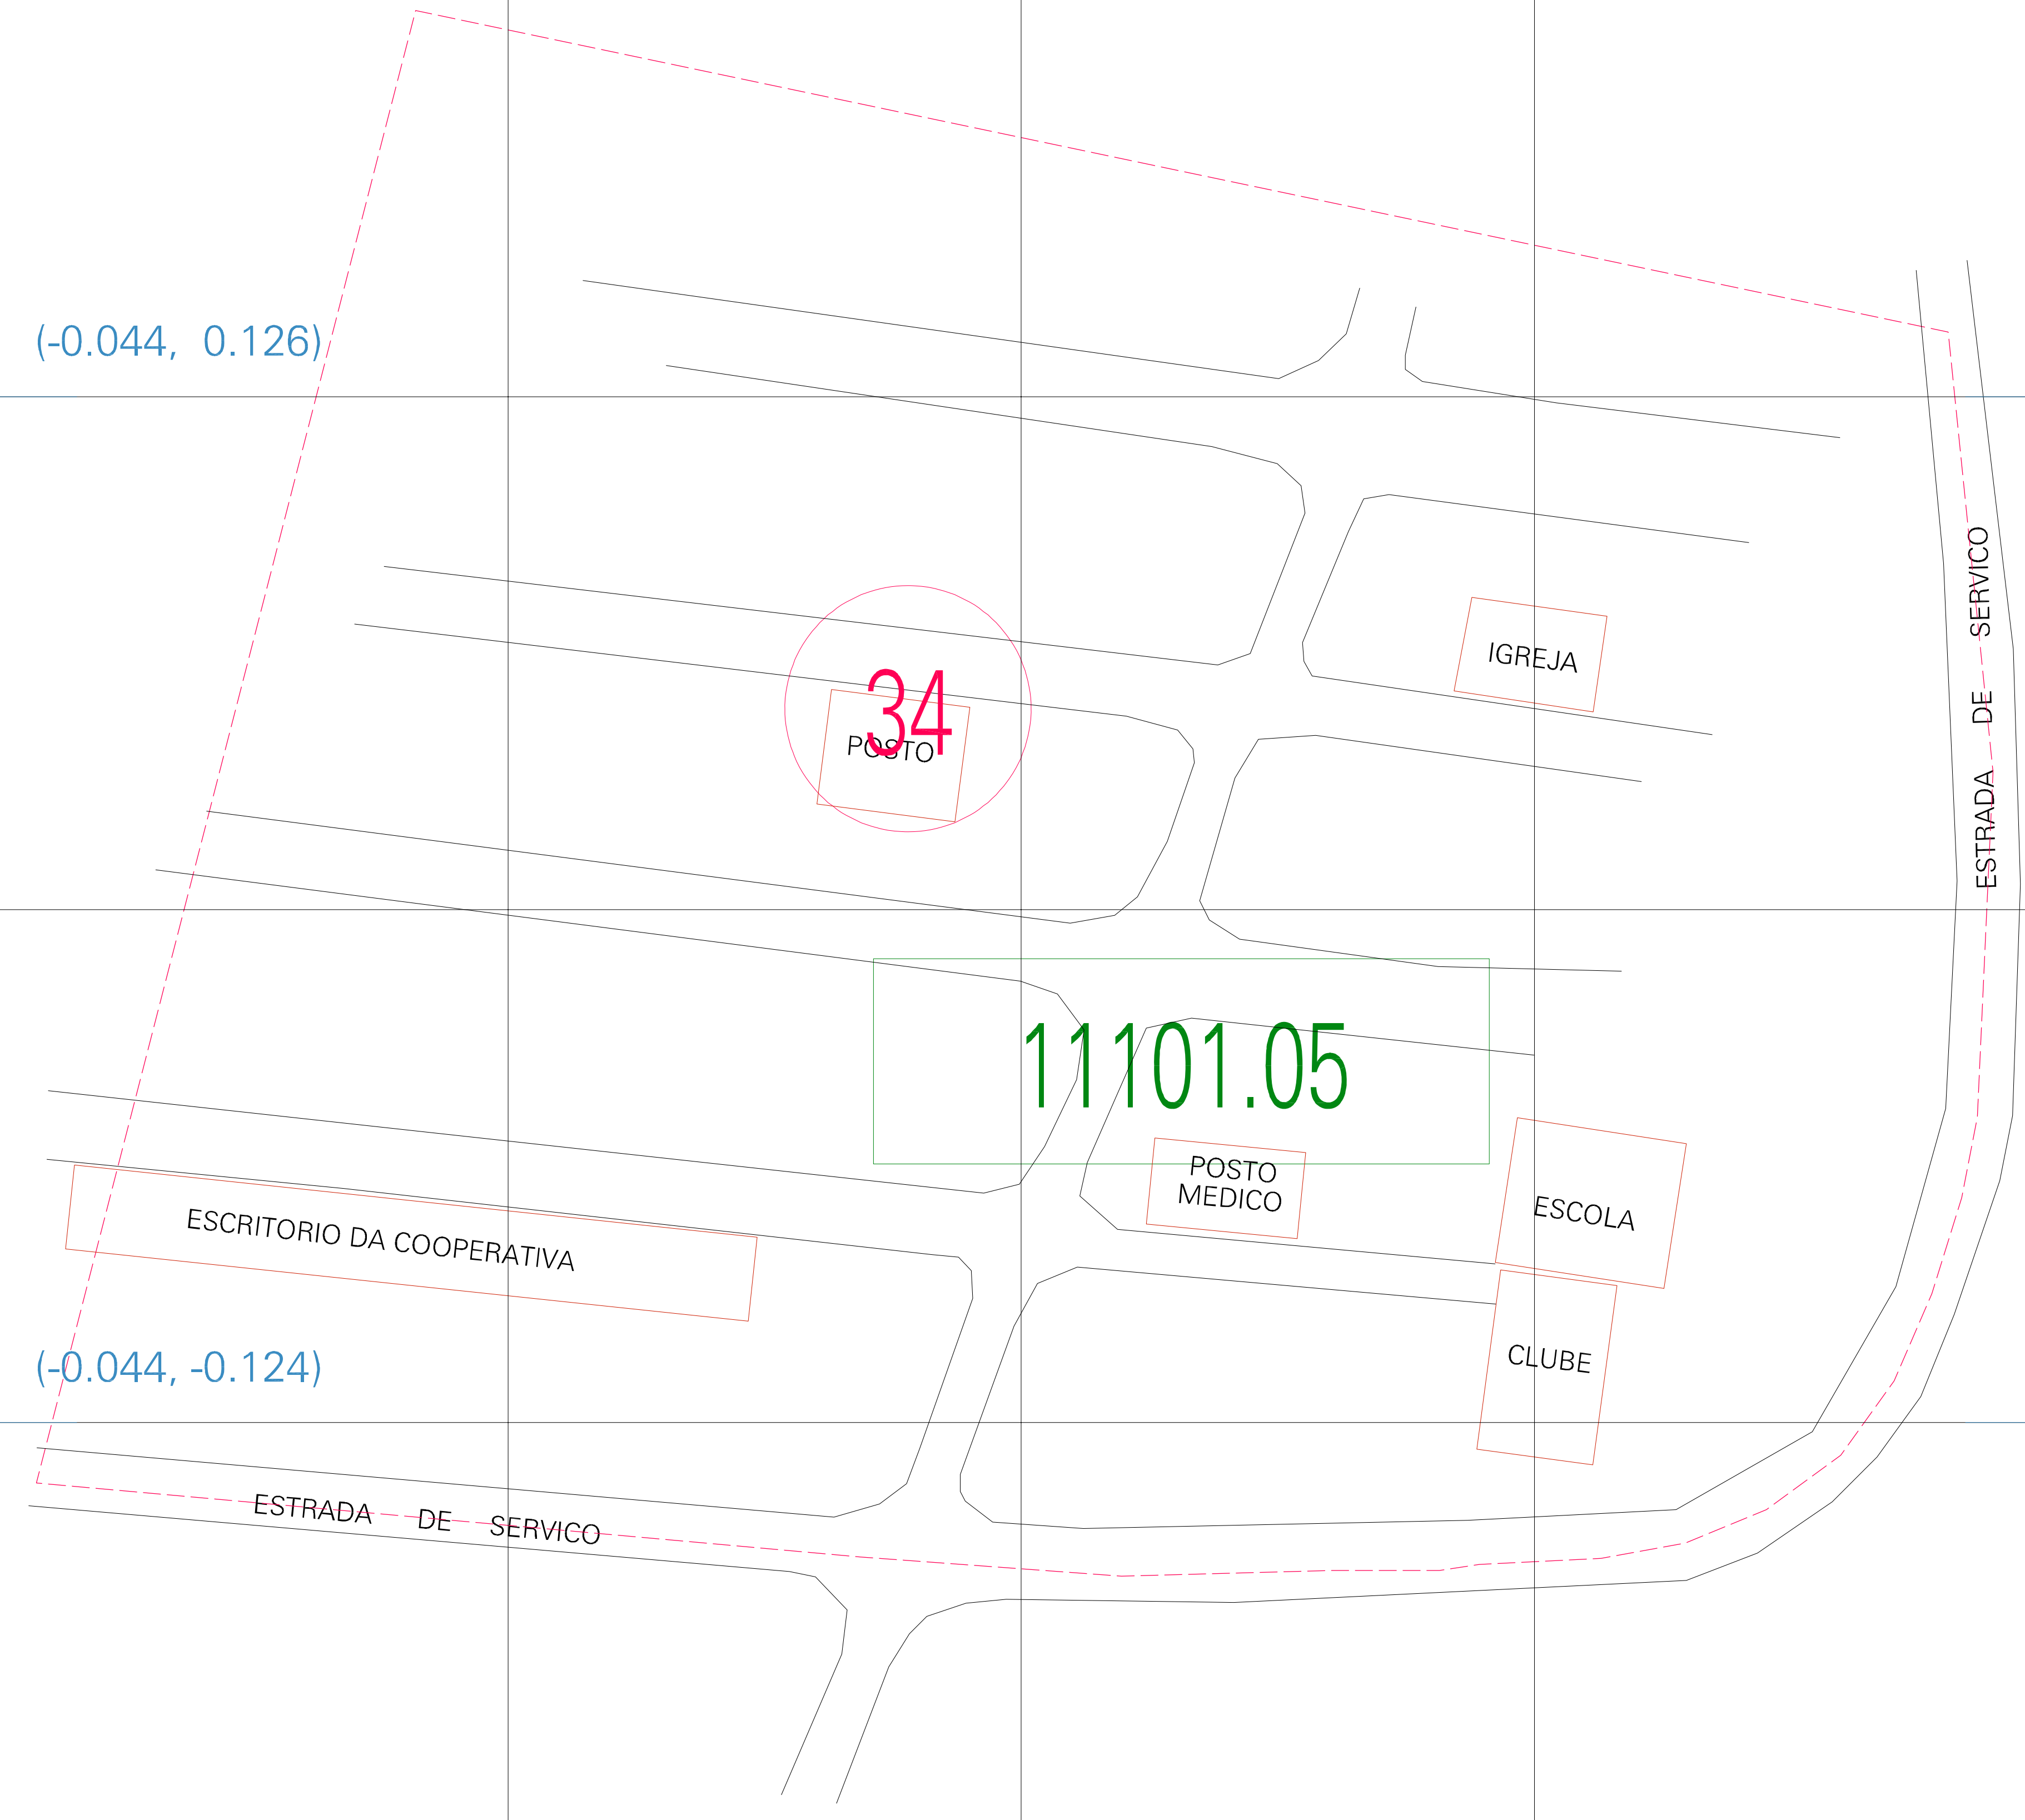 (-0.044, 0.126)
ESTRADA DE SERVICO
IGREJA
34
POSTO
11101.05
POSTO
MEDICO
ESCOLA
ESCRITORIO DA COOPERATIVA
(-0.044, -0.124)
CLUBE
ESTRADA DE SERVICO